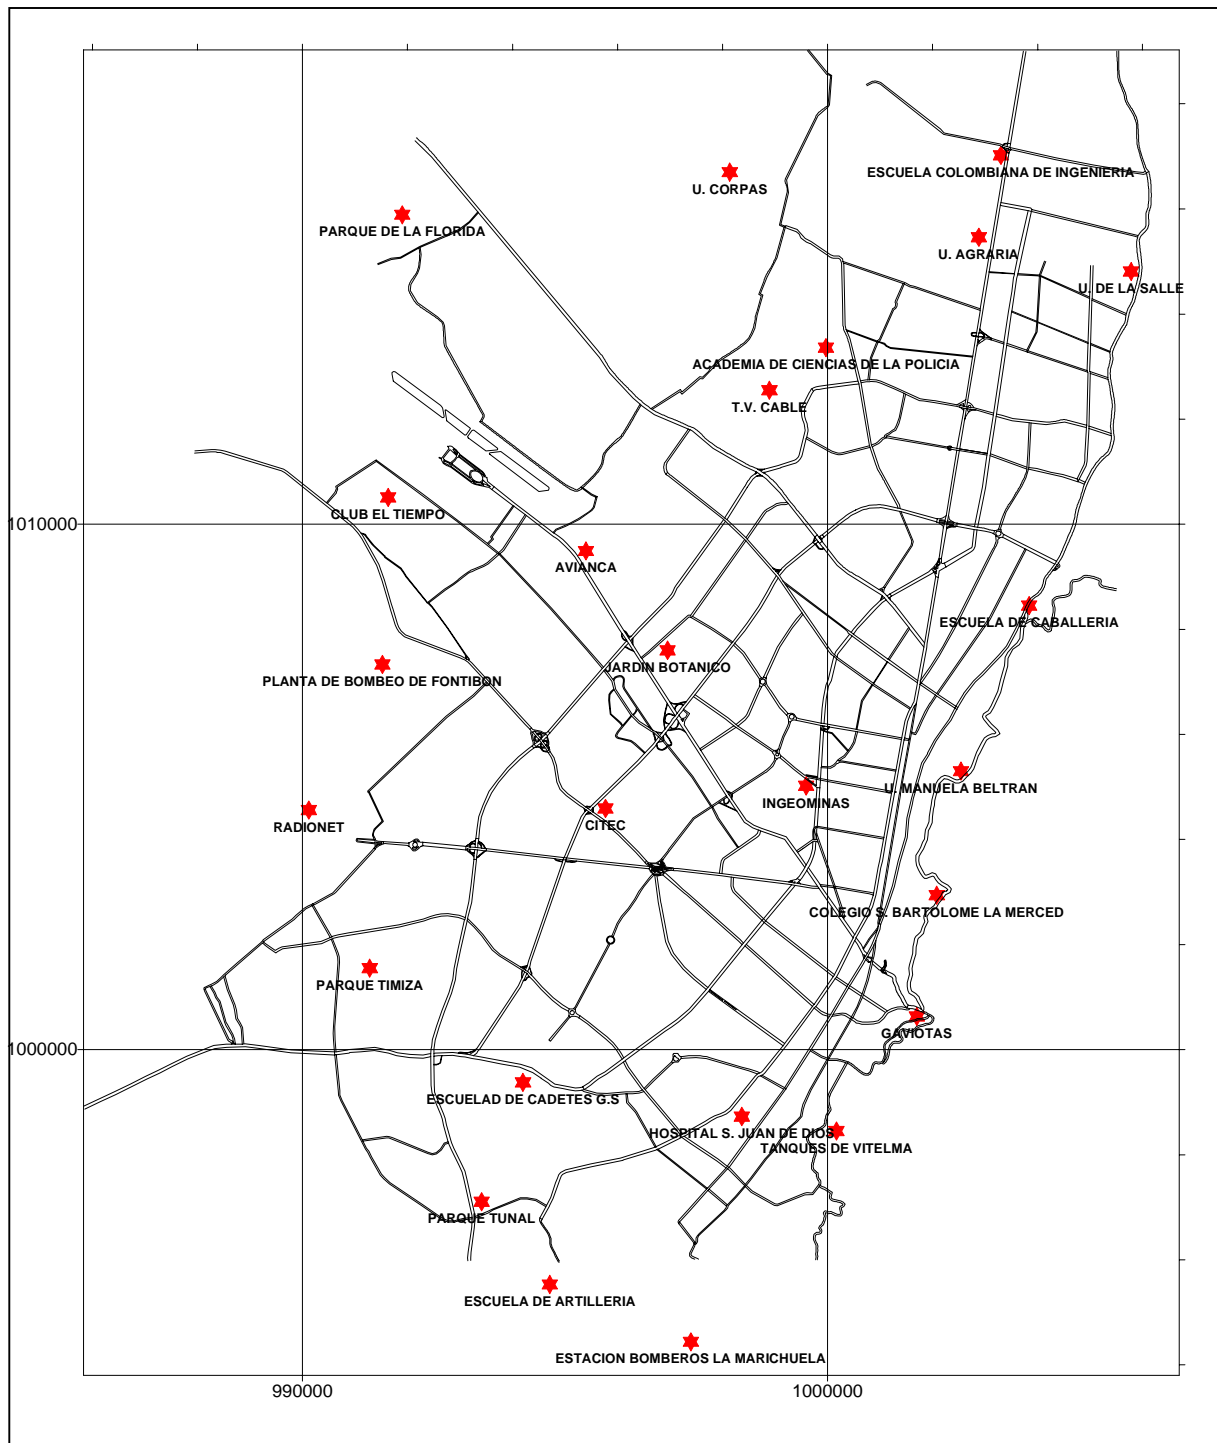 ESCUELA COLOMBIANA DE INGENIERIA
U. CORPAS
PARQUE DE LA FLORIDA
U. AGRARIA
U. DE LA SALLE
ACADEMIA DE CIENCIAS DE LA POLICIA
T.V. CABLE
CLUB EL TIEMPO
1010000
AVIANCA
ESCUELA DE CABALLERIA
JARDIN BOTANICO
PLANTA DE BOMBEO DE FONTIBON
U. MANUELA BELTRAN
INGEOMINAS
RADIONET
CITEC
COLEGIO S. BARTOLOME LA MERCED
PARQUE TIMIZA
GAVIOTAS
1000000
ESCUELAD DE CADETES G.S
HOSPITAL S. JUAN DE DIOS
TANQUES DE VITELMA
PARQUE TUNAL
ESCUELA DE ARTILLERIA
ESTACION BOMBEROS LA MARICHUELA
990000
1000000